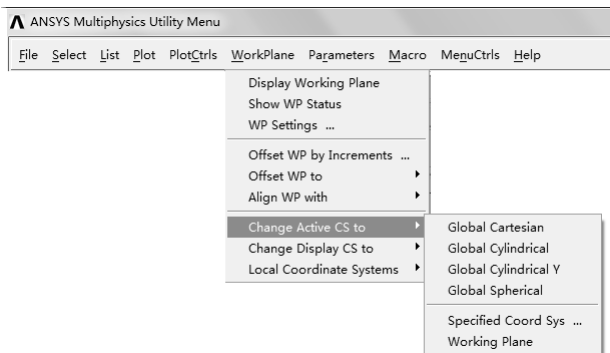 ANSYS Multiphysics Utility Menu
File Select List Plot PlotCtrls WorkPlane Parameters Macro MenuCtrls Help
Display Working Plane
Show WP Status
WP Settings ...
Offset WP by Increments ...
Offset WP to
Align WP with
Change Active CS to
Change Display CS to
Local Coordinate Systems
Global Cartesian
Global Cylindrical
Global Cylindrical Y
Global Spherical
Specified Coord Sys ...
Working Plane